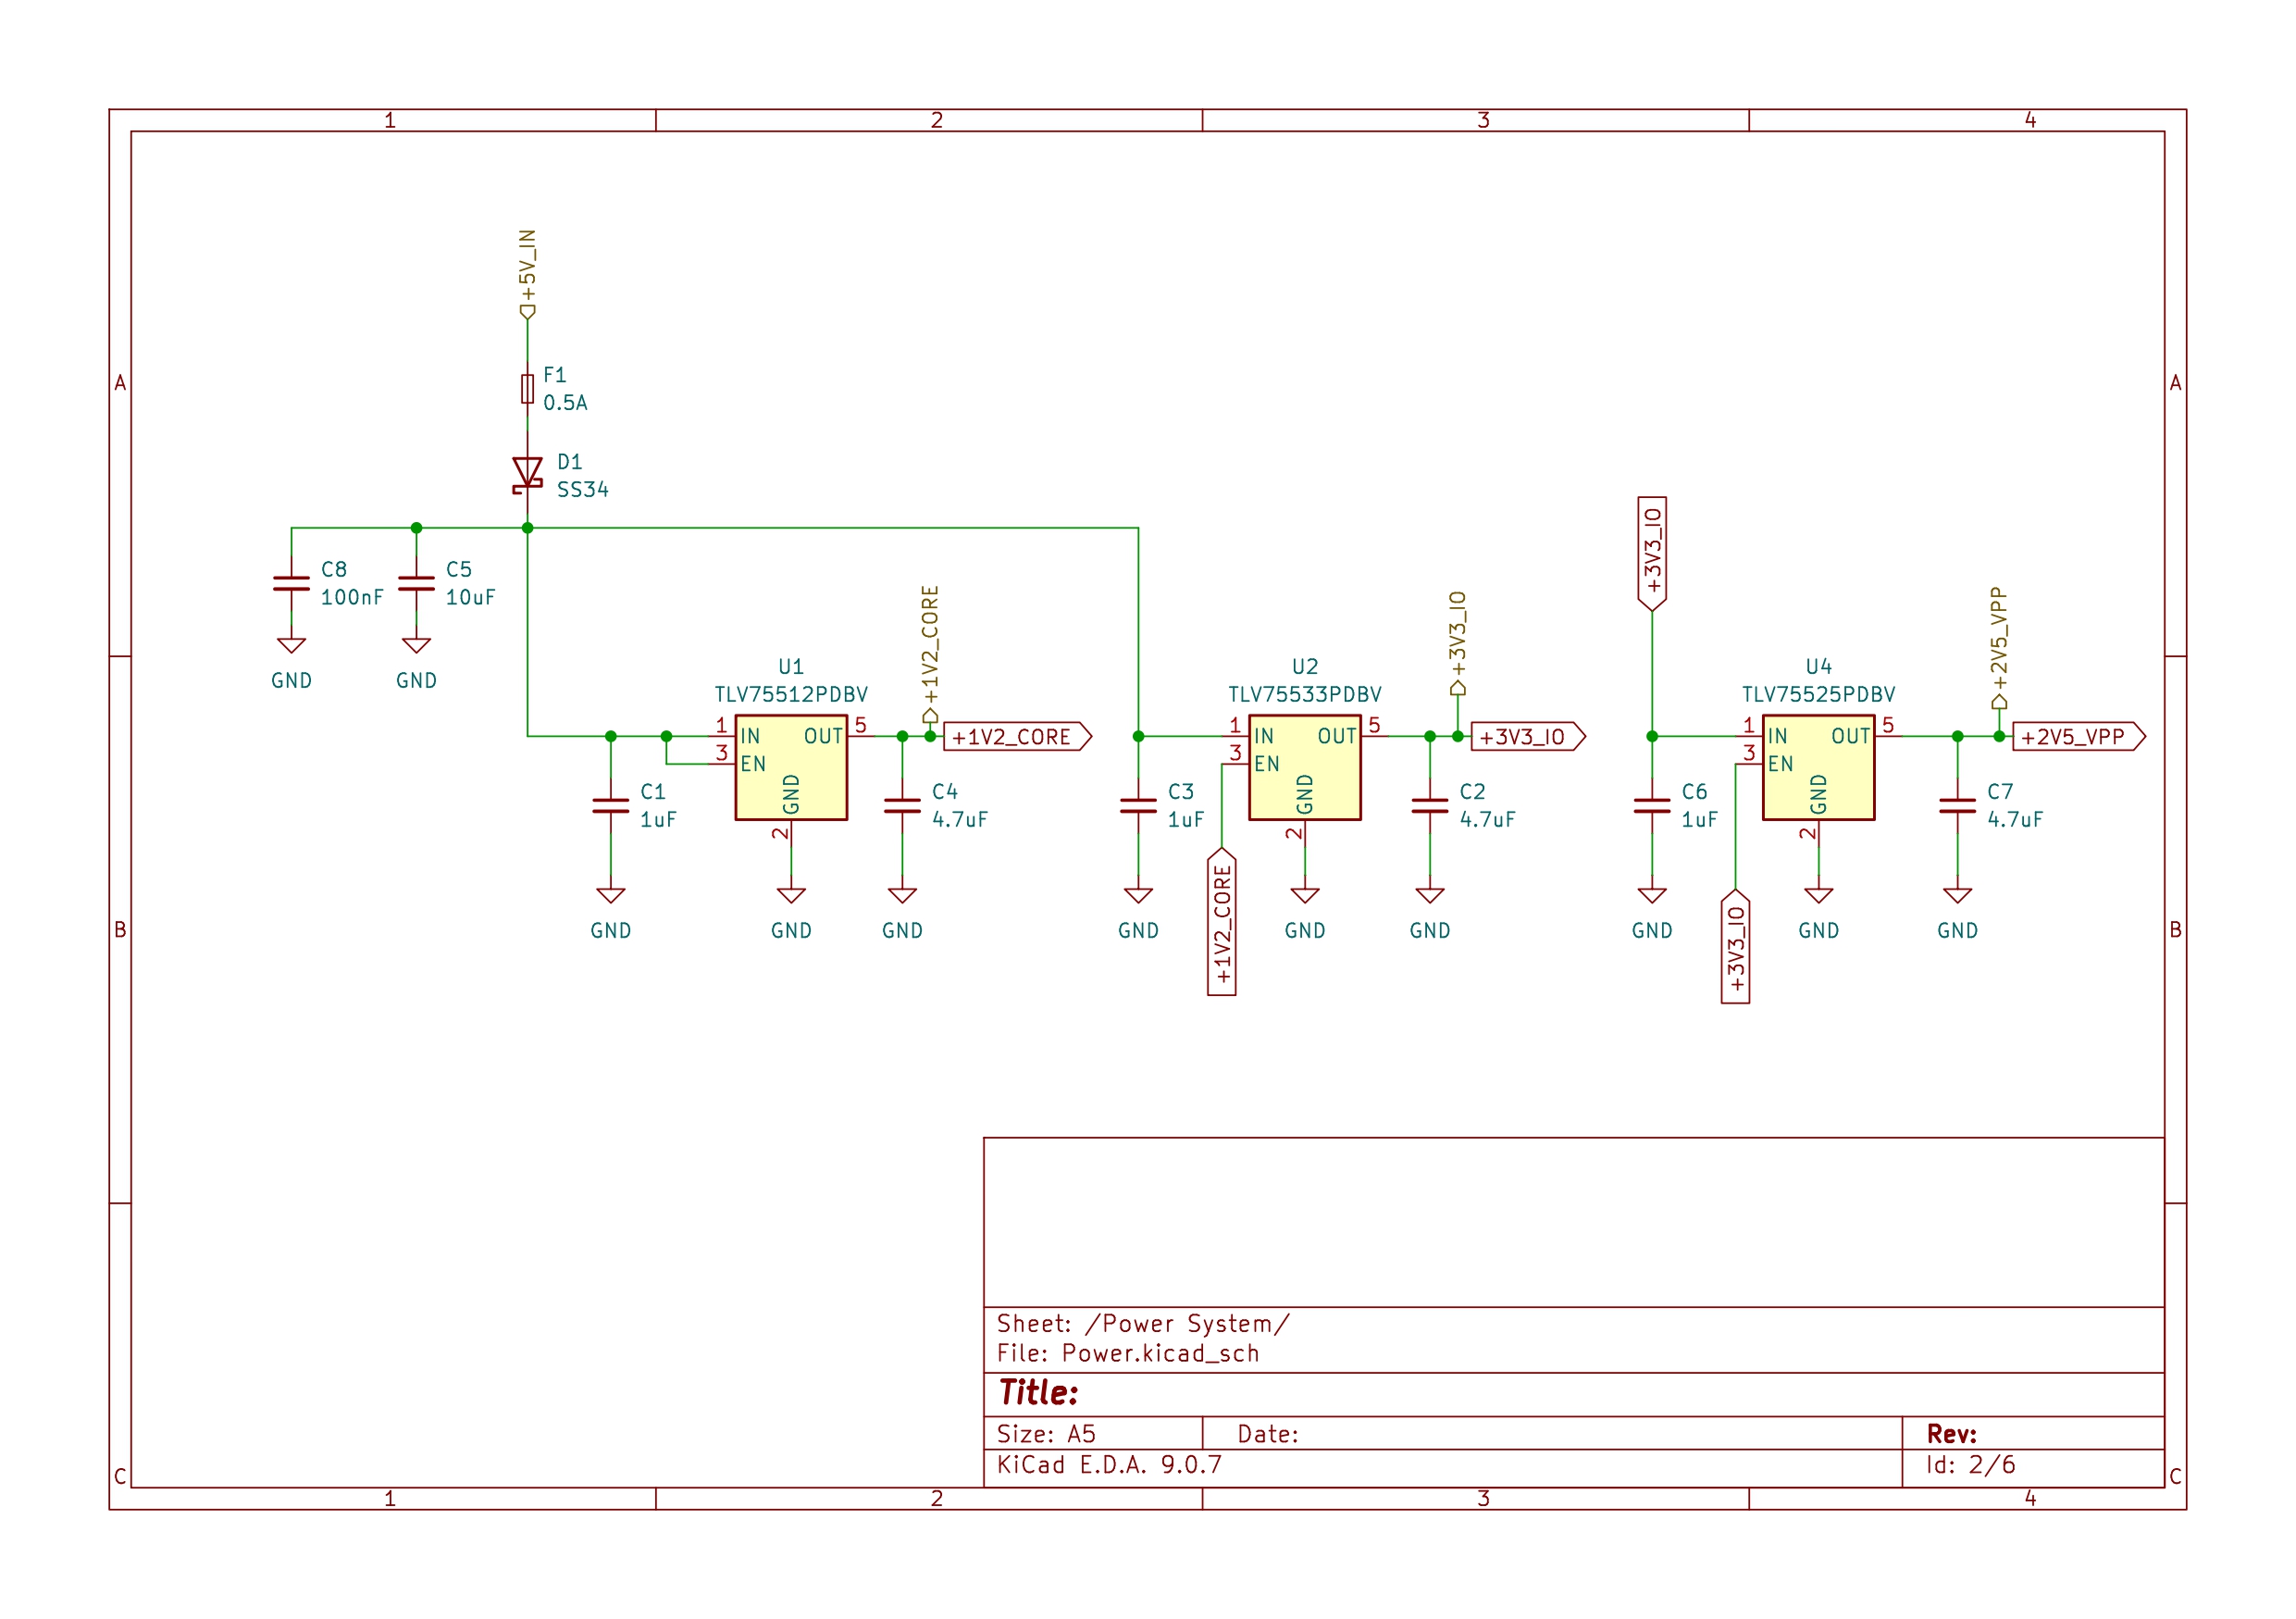 1 2 3 4
A A
B B
C C
+5V_IN
F1
0.5A
D1
SS34
C8
100nF
GND
C5
10uF
GND
C1
1uF
GND
U1
TLV75512PDBV
1 IN OUT 5
3 EN
GND
2
GND
+1V2_CORE
+1V2_CORE
C4
4.7uF
GND
C3
1uF
GND
U2
TLV75533PDBV
1 IN OUT 5
3 EN
GND
2
GND
+1V2_CORE
+3V3_IO
+3V3_IO
C2
4.7uF
GND
+3V3_IO
C6
1uF
GND
U4
TLV75525PDBV
1 IN OUT 5
3 EN
GND
2
GND
+3V3_IO
+2V5_VPP
+2V5_VPP
C7
4.7uF
GND
Sheet: /Power System/
File: Power.kicad_sch
Title:
Size: A5 Date: Rev:
KiCad E.D.A. 9.0.7 Id: 2/6
1 2 3 4